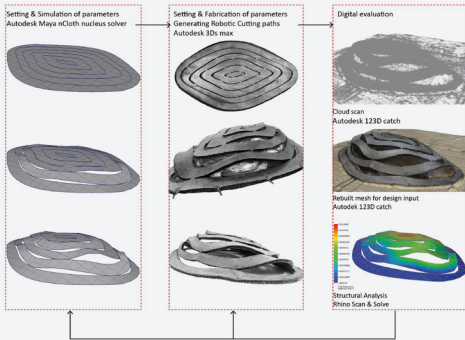 Setting & Simulation of parameters
Autodesk Maya nCloth nucleus solver
Setting & Fabrication of parameters
Generating Robotic Cutting paths
Autodesk 3Ds max
Digital evaluation
Cloud scan
Autodesk 123D catch
Rebuilt mesh for design input
Autodek 123D catch
Structural Analysis
Rhino Scan & Solve